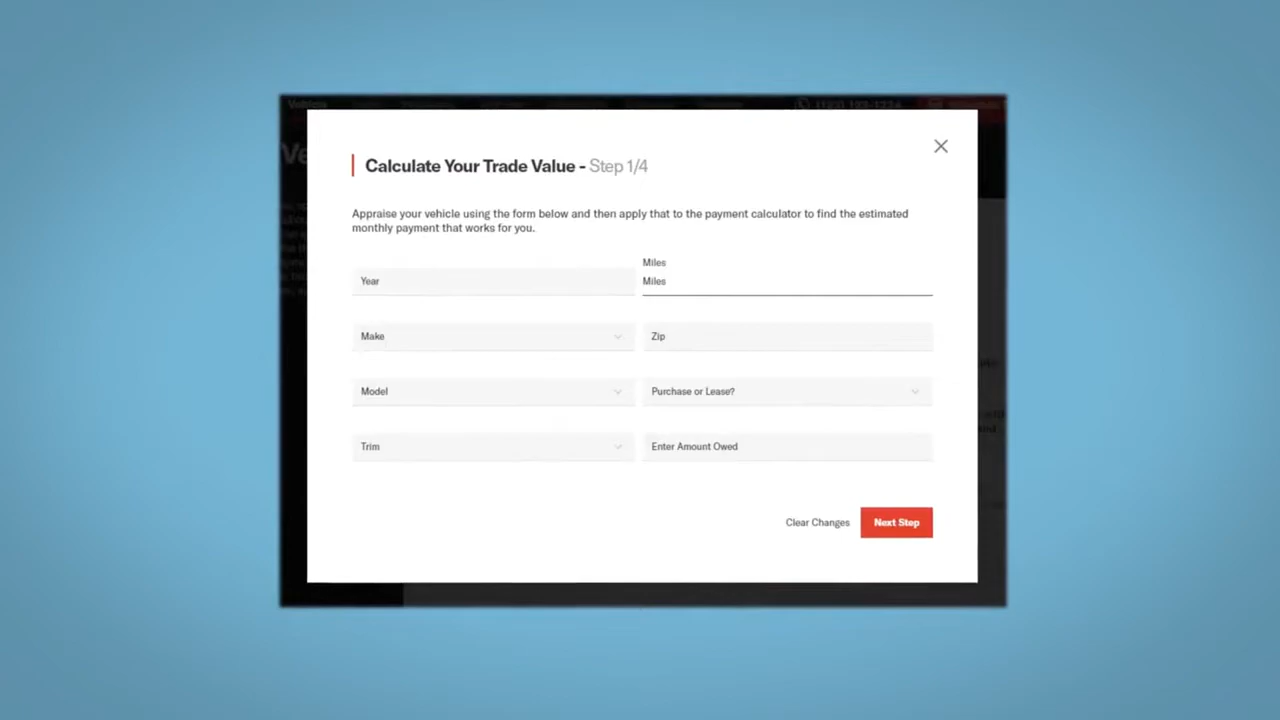 Calculate Your Trade Value - Step 1/4
Appraise your vehicle using the form below and then apply that to the payment calculator to find the estimated
monthly payment that works for you.
Miles
Year
Miles
Make
Zip
Model
Purchase or Lease?
Trim
Enter Amount Owed
Clear Changes
Next Step